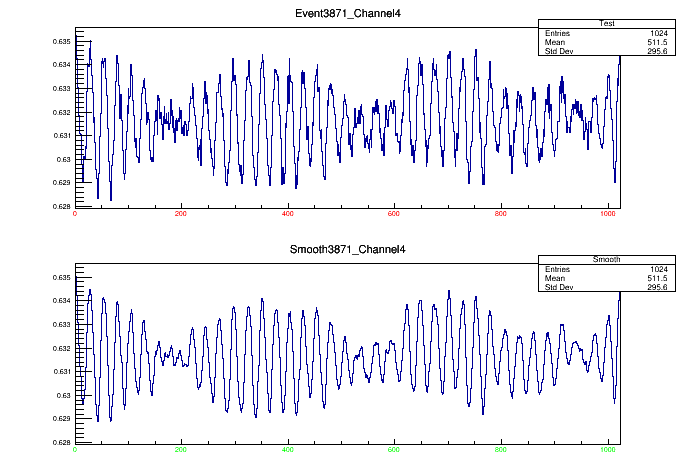 Event3871_Channel4
Test
Entries 1024
Mean 511.5
Std Dev 295.6
0.635
0.634
0.633
0.632
0.631
0.63
0.629
0.628
0 200 400 600 800 1000
Smooth3871_Channel4
Smooth
Entries 1024
Mean 511.5
Std Dev 295.6
0.635
0.634
0.633
0.632
0.631
0.63
0.629
0.628
0 200 400 600 800 1000